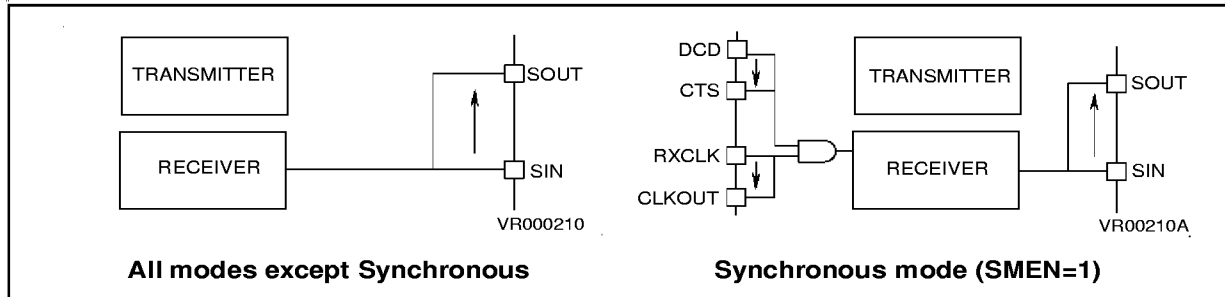 TRANSMITTER
SOUT
RECEIVER
SIN
VR000210
All modes except Synchronous
DCD
CTS
RXCLK
CLKOUT
TRANSMITTER
SOUT
RECEIVER
SIN
VR00210A
Synchronous mode (SMEN=1)